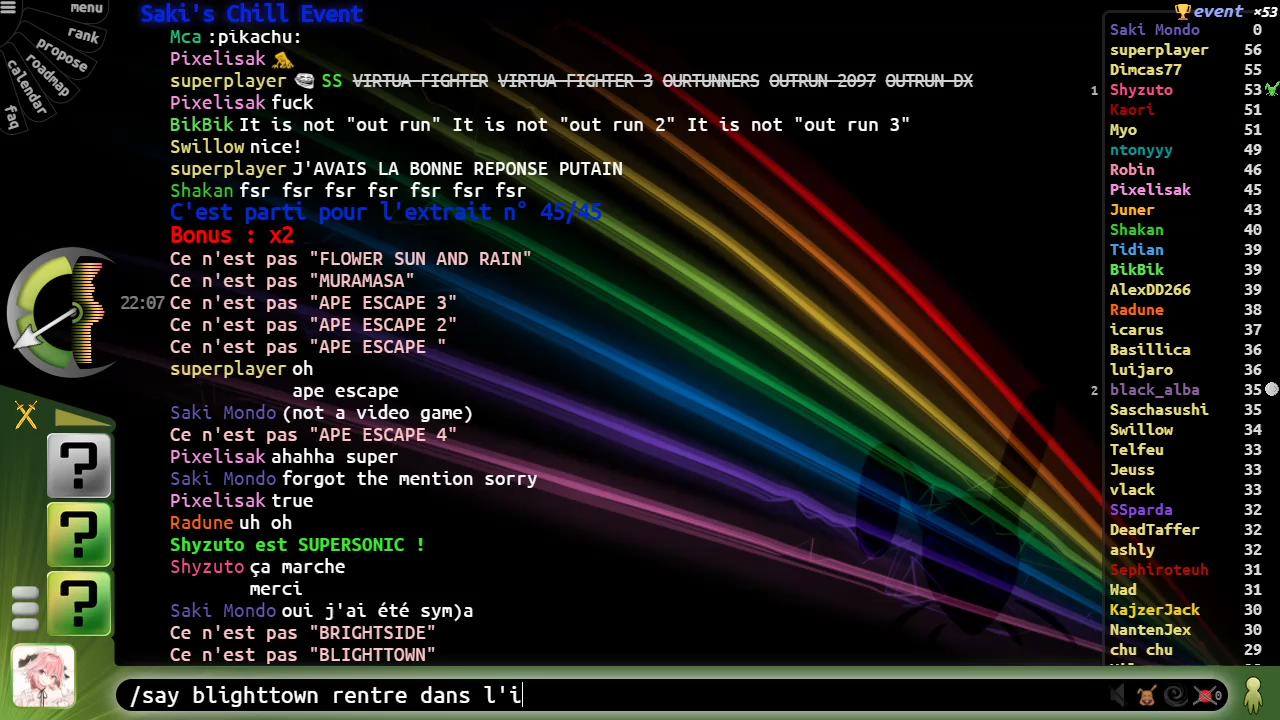 menu
rank
propose
roadmap
calendar
faq
Saki's Chill Event
Mca :pikachu:
Pixelisak
superplayer SS VIRTUA FIGHTER VIRTUA FIGHTER 3 OURTUNNERS OUTRUN 2097 OUTRUN DX
Pixelisak fuck
BikBik It is not "out run" It is not "out run 2" It is not "out run 3"
Swillow nice!
superplayer J'AVAIS LA BONNE REPONSE PUTAIN
Shakan fsr fsr fsr fsr fsr fsr fsr
C'est parti pour l'extrait n° 45/45
Bonus : x2
Ce n'est pas "FLOWER SUN AND RAIN"
Ce n'est pas "MURAMASA"
22:07 Ce n'est pas "APE ESCAPE 3"
Ce n'est pas "APE ESCAPE 2"
Ce n'est pas "APE ESCAPE "
superplayer oh
ape escape
Saki Mondo (not a video game)
Ce n'est pas "APE ESCAPE 4"
Pixelisak ahahha super
Saki Mondo forgot the mention sorry
Pixelisak true
Radune uh oh
Shyzuto est SUPERSONIC !
Shyzuto ça marche
merci
Saki Mondo oui j'ai été sym)a
Ce n'est pas "BRIGHTSIDE"
Ce n'est pas "BLIGHTTOWN"
/say blighttown rentre dans l'i
0
event ×53
Saki Mondo 0
superplayer 56
Dimcas77 55
1 Shyzuto 53
Kaori 51
Myo 51
ntonyyy 49
Robin 46
Pixelisak 45
Juner 43
Shakan 40
Tidian 39
BikBik 39
AlexDD266 39
Radune 38
icarus 37
Basillica 36
luijaro 36
2 black_alba 35
Saschasushi 35
Swillow 34
Telfeu 33
Jeuss 33
vlack 33
SSparda 32
DeadTaffer 32
ashly 32
Sephiroteuh 31
Wad 31
KajzerJack 30
NantenJex 30
chu chu 29